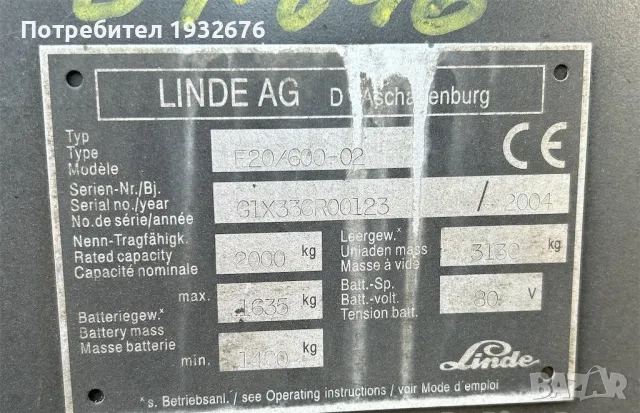 Потребител 1932676
LINDE AG D Aschaffenburg
Typ
Type
Modèle
E20/600-02
CE
Serien-Nr./Bj.
Serial no./year
No. de série/année
G1X336R00123 / 2004
Nenn-Tragfähigk.
Rated capacity
Capacité nominale
2000 kg
Leergew.x
Unladen mass
Masse à vide
3130 kg
Batteriegew.x
Battery mass
Masse batterie
max. 1635 kg
min. kg
Batt.-Sp.
Batt.-volt.
Tension batt.
80 V
Linde
x s. Betriebsanl. / see Operating instructions / voir Mode d'emploi
BAZAR